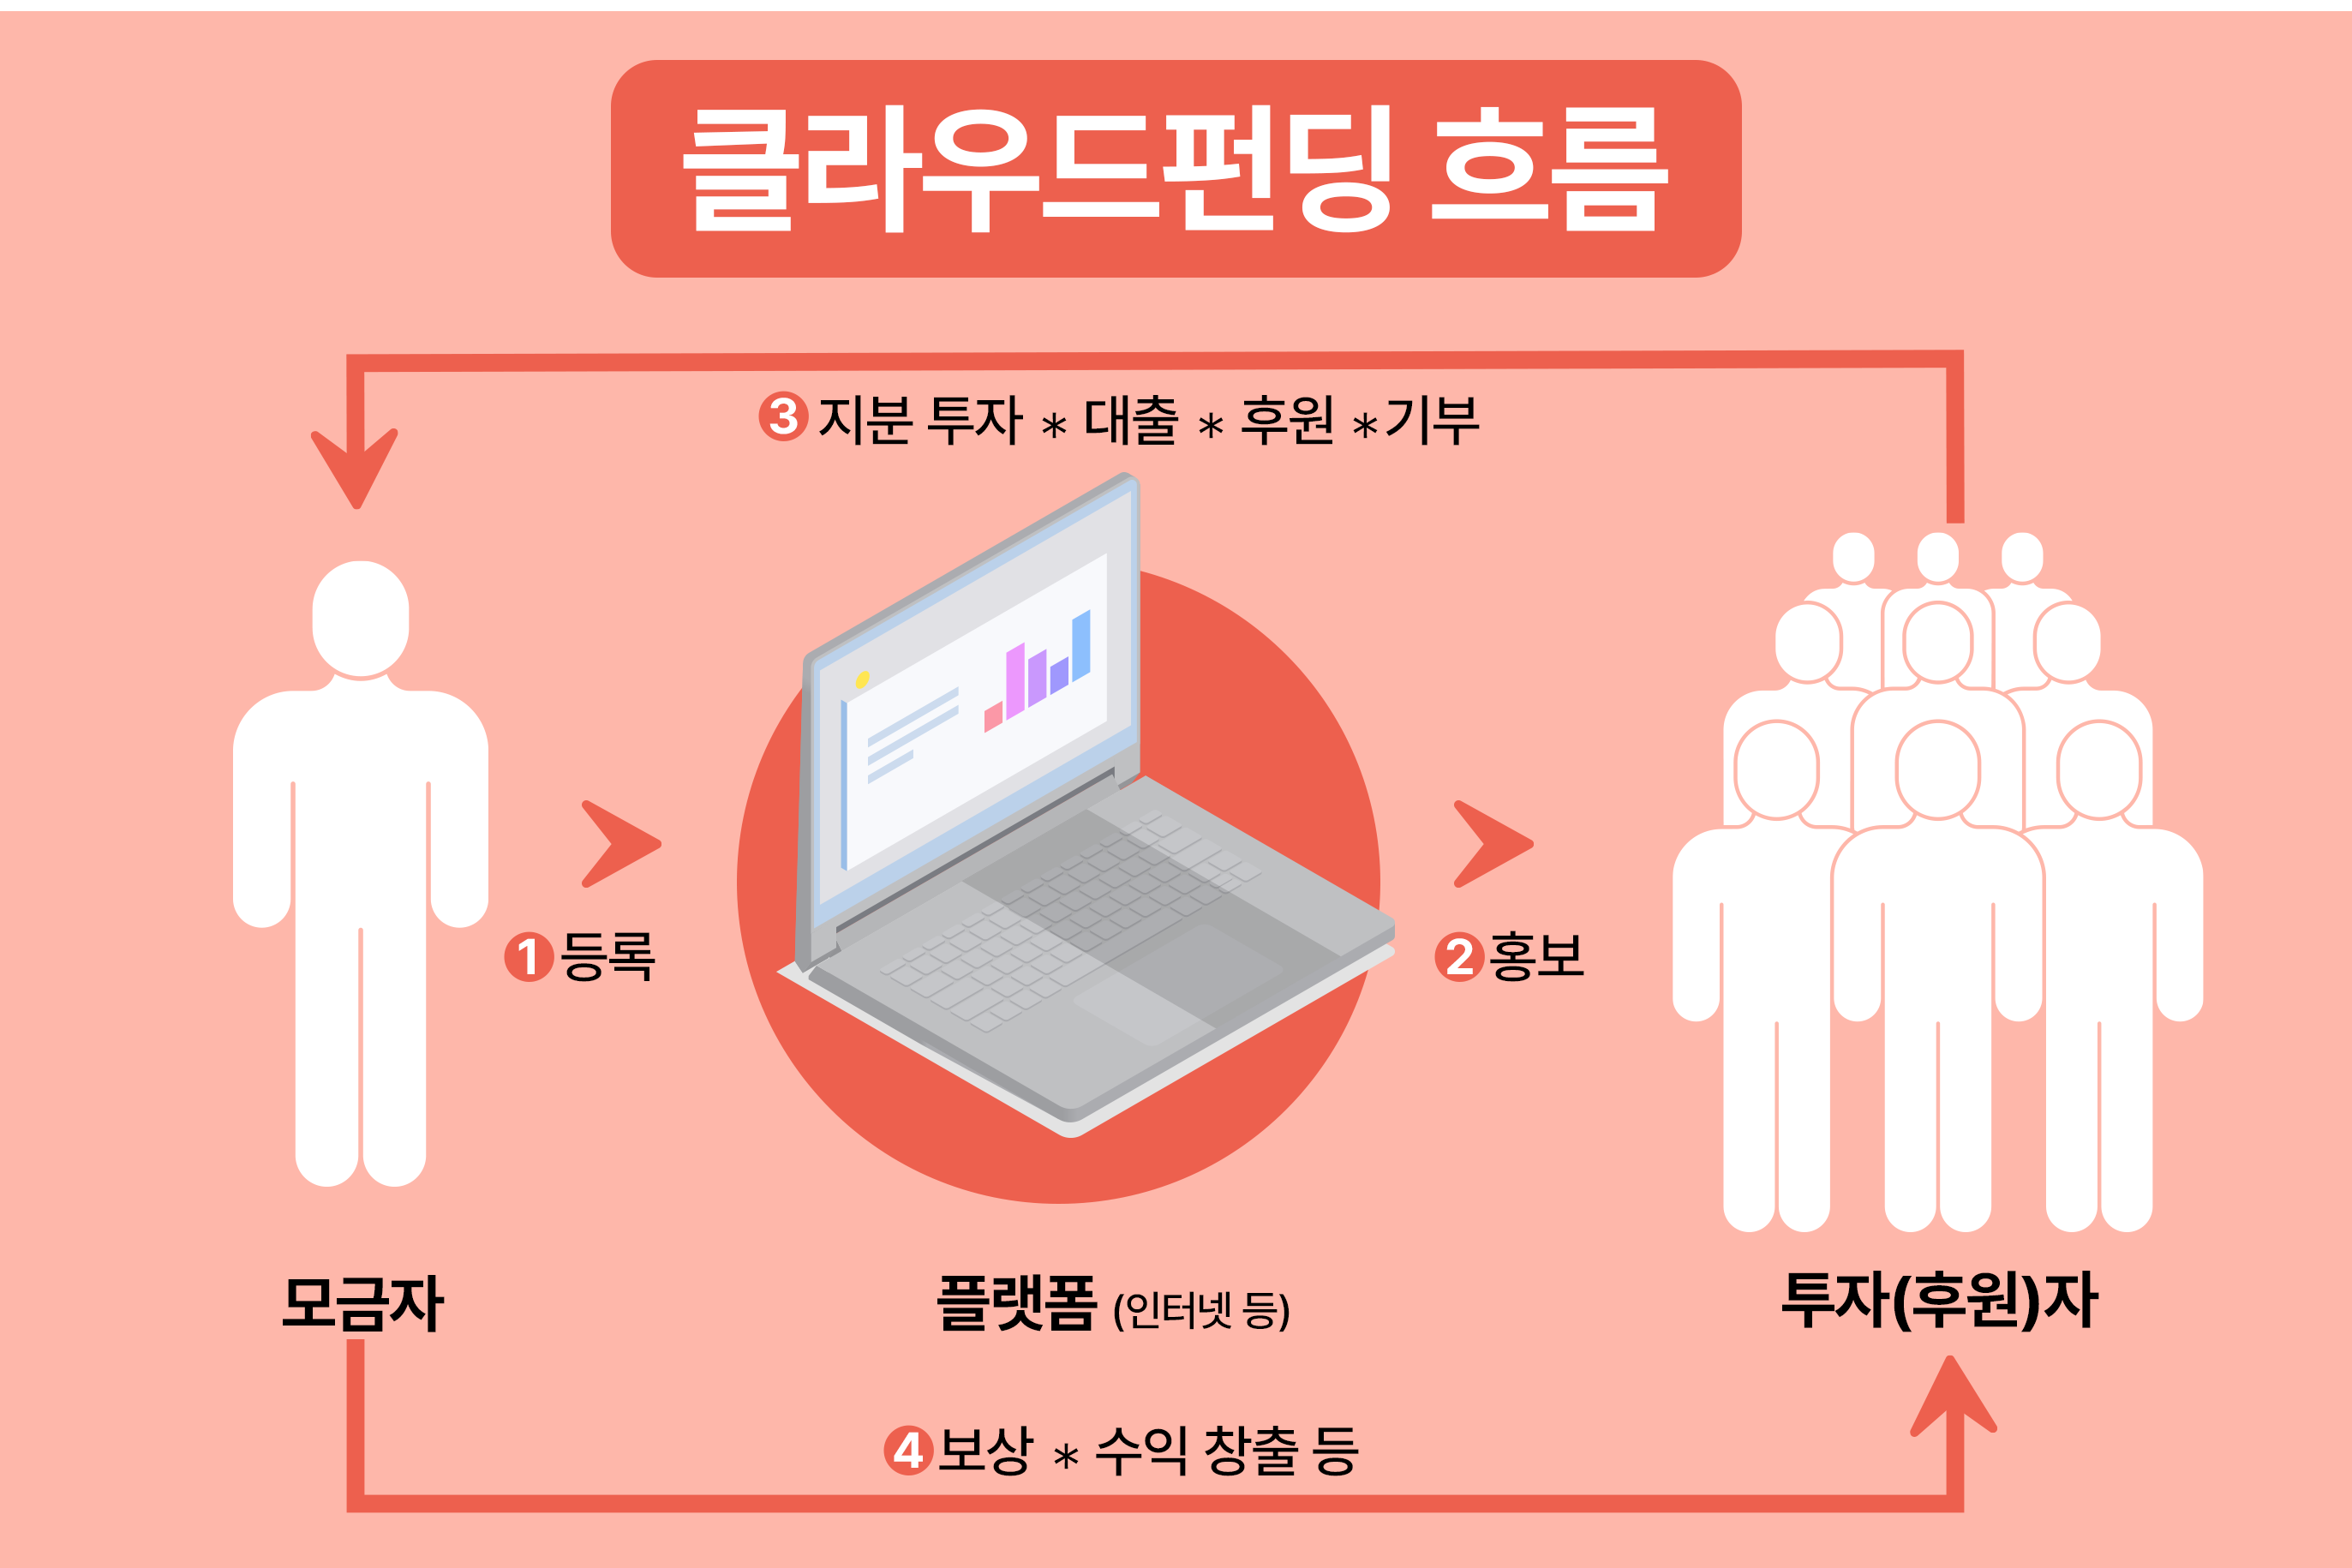 클라우드펀딩 흐름
3 지분 투자 * 대출 * 후원 *기부
1 등록
2 홍보
모금자
플랫폼 (인터넷 등)
투자(후원)자
4 보상 * 수익 창출 등